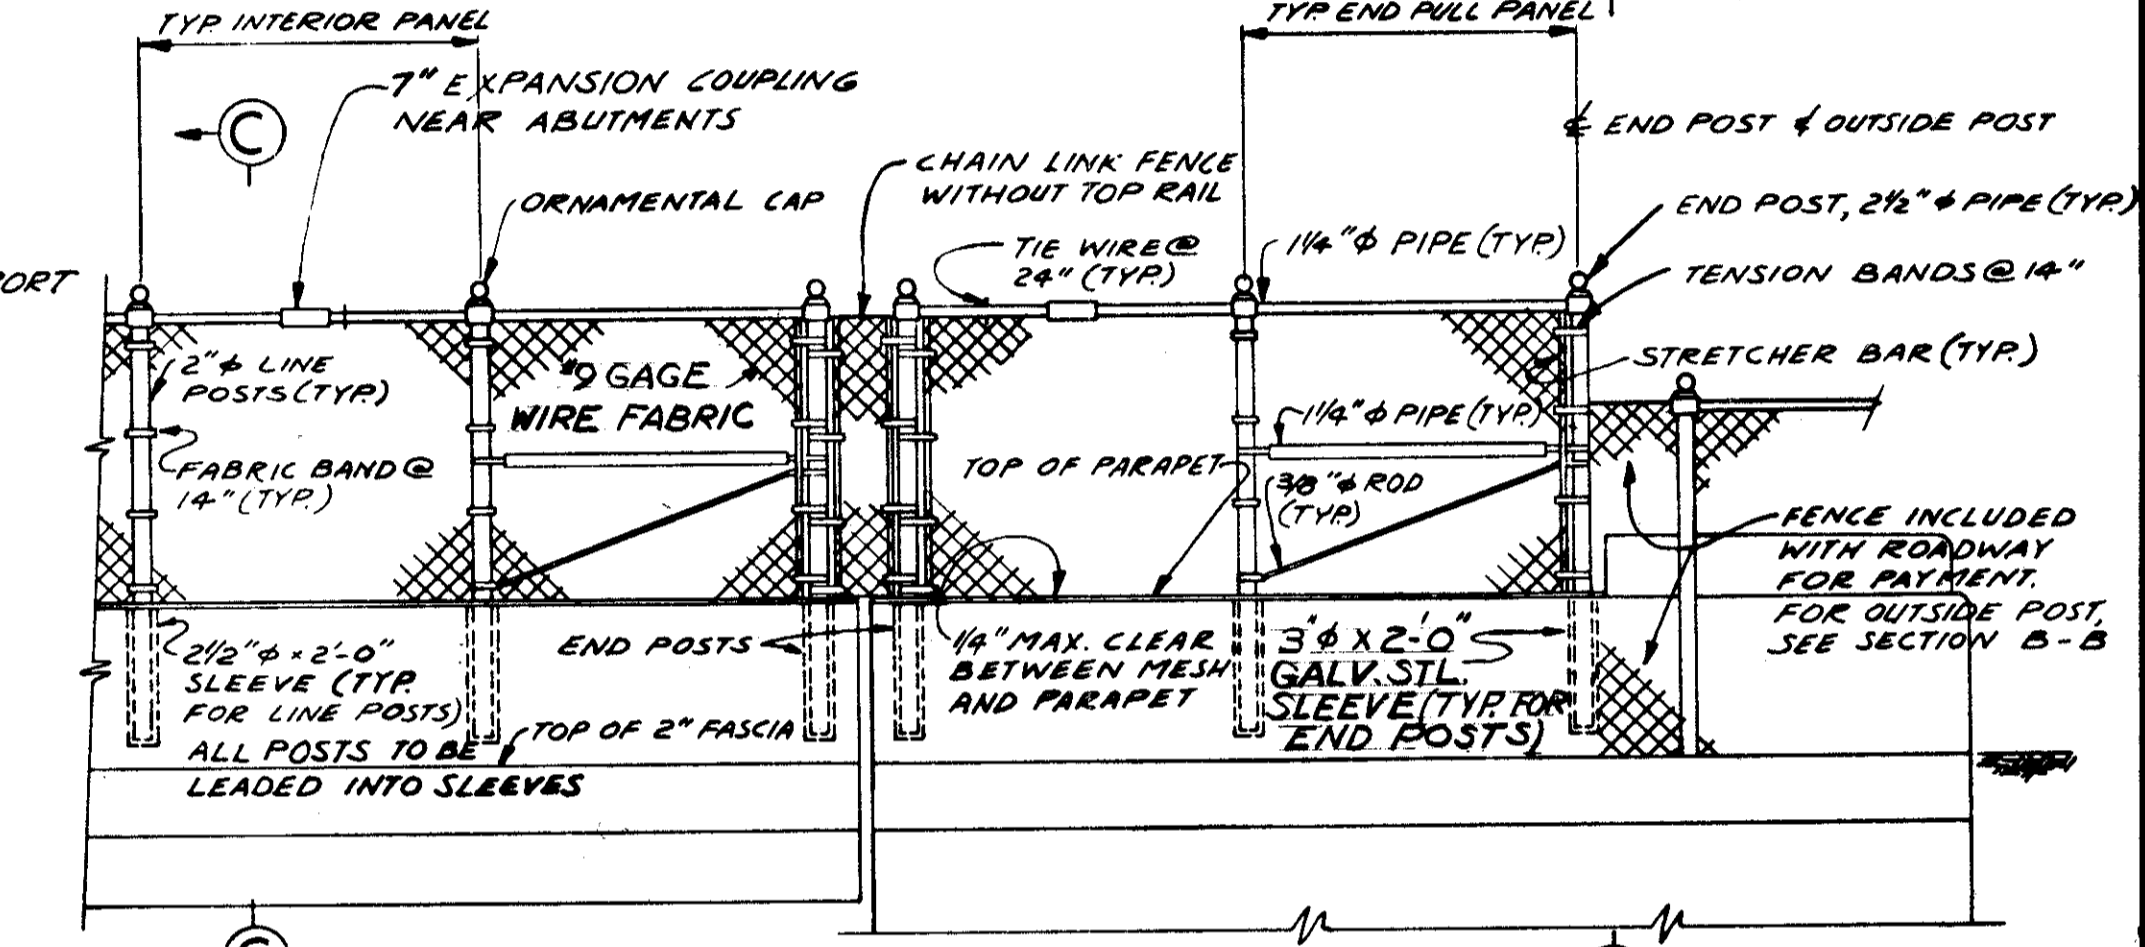 TYP. INTERIOR PANEL
TYP. END PULL PANEL
7" EXPANSION COUPLING
NEAR ABUTMENTS
C
℄ END POST & OUTSIDE POST
CHAIN LINK FENCE
WITHOUT TOP RAIL
ORNAMENTAL CAP
END POST, 2½" ϕ PIPE (TYP.)
TIE WIRE @
24" (TYP.)
1¼" ϕ PIPE (TYP.)
TENSION BANDS @ 14"
2" ϕ LINE
POSTS (TYP.)
#9 GAGE
WIRE FABRIC
STRETCHER BAR (TYP.)
1¼" ϕ PIPE (TYP.)
FABRIC BAND @
14" (TYP.)
TOP OF PARAPET
3/8" ϕ ROD
(TYP.)
FENCE INCLUDED
WITH ROADWAY
FOR PAYMENT.
FOR OUTSIDE POST,
SEE SECTION B-B
2½" ϕ x 2'-0"
SLEEVE (TYP.
FOR LINE POSTS)
END POSTS
¼" MAX. CLEAR
BETWEEN MESH
AND PARAPET
3" ϕ X 2'-0"
GALV. STL.
SLEEVE (TYP. FOR
END POSTS)
TOP OF 2" FASCIA
ALL POSTS TO BE
LEADED INTO SLEEVES